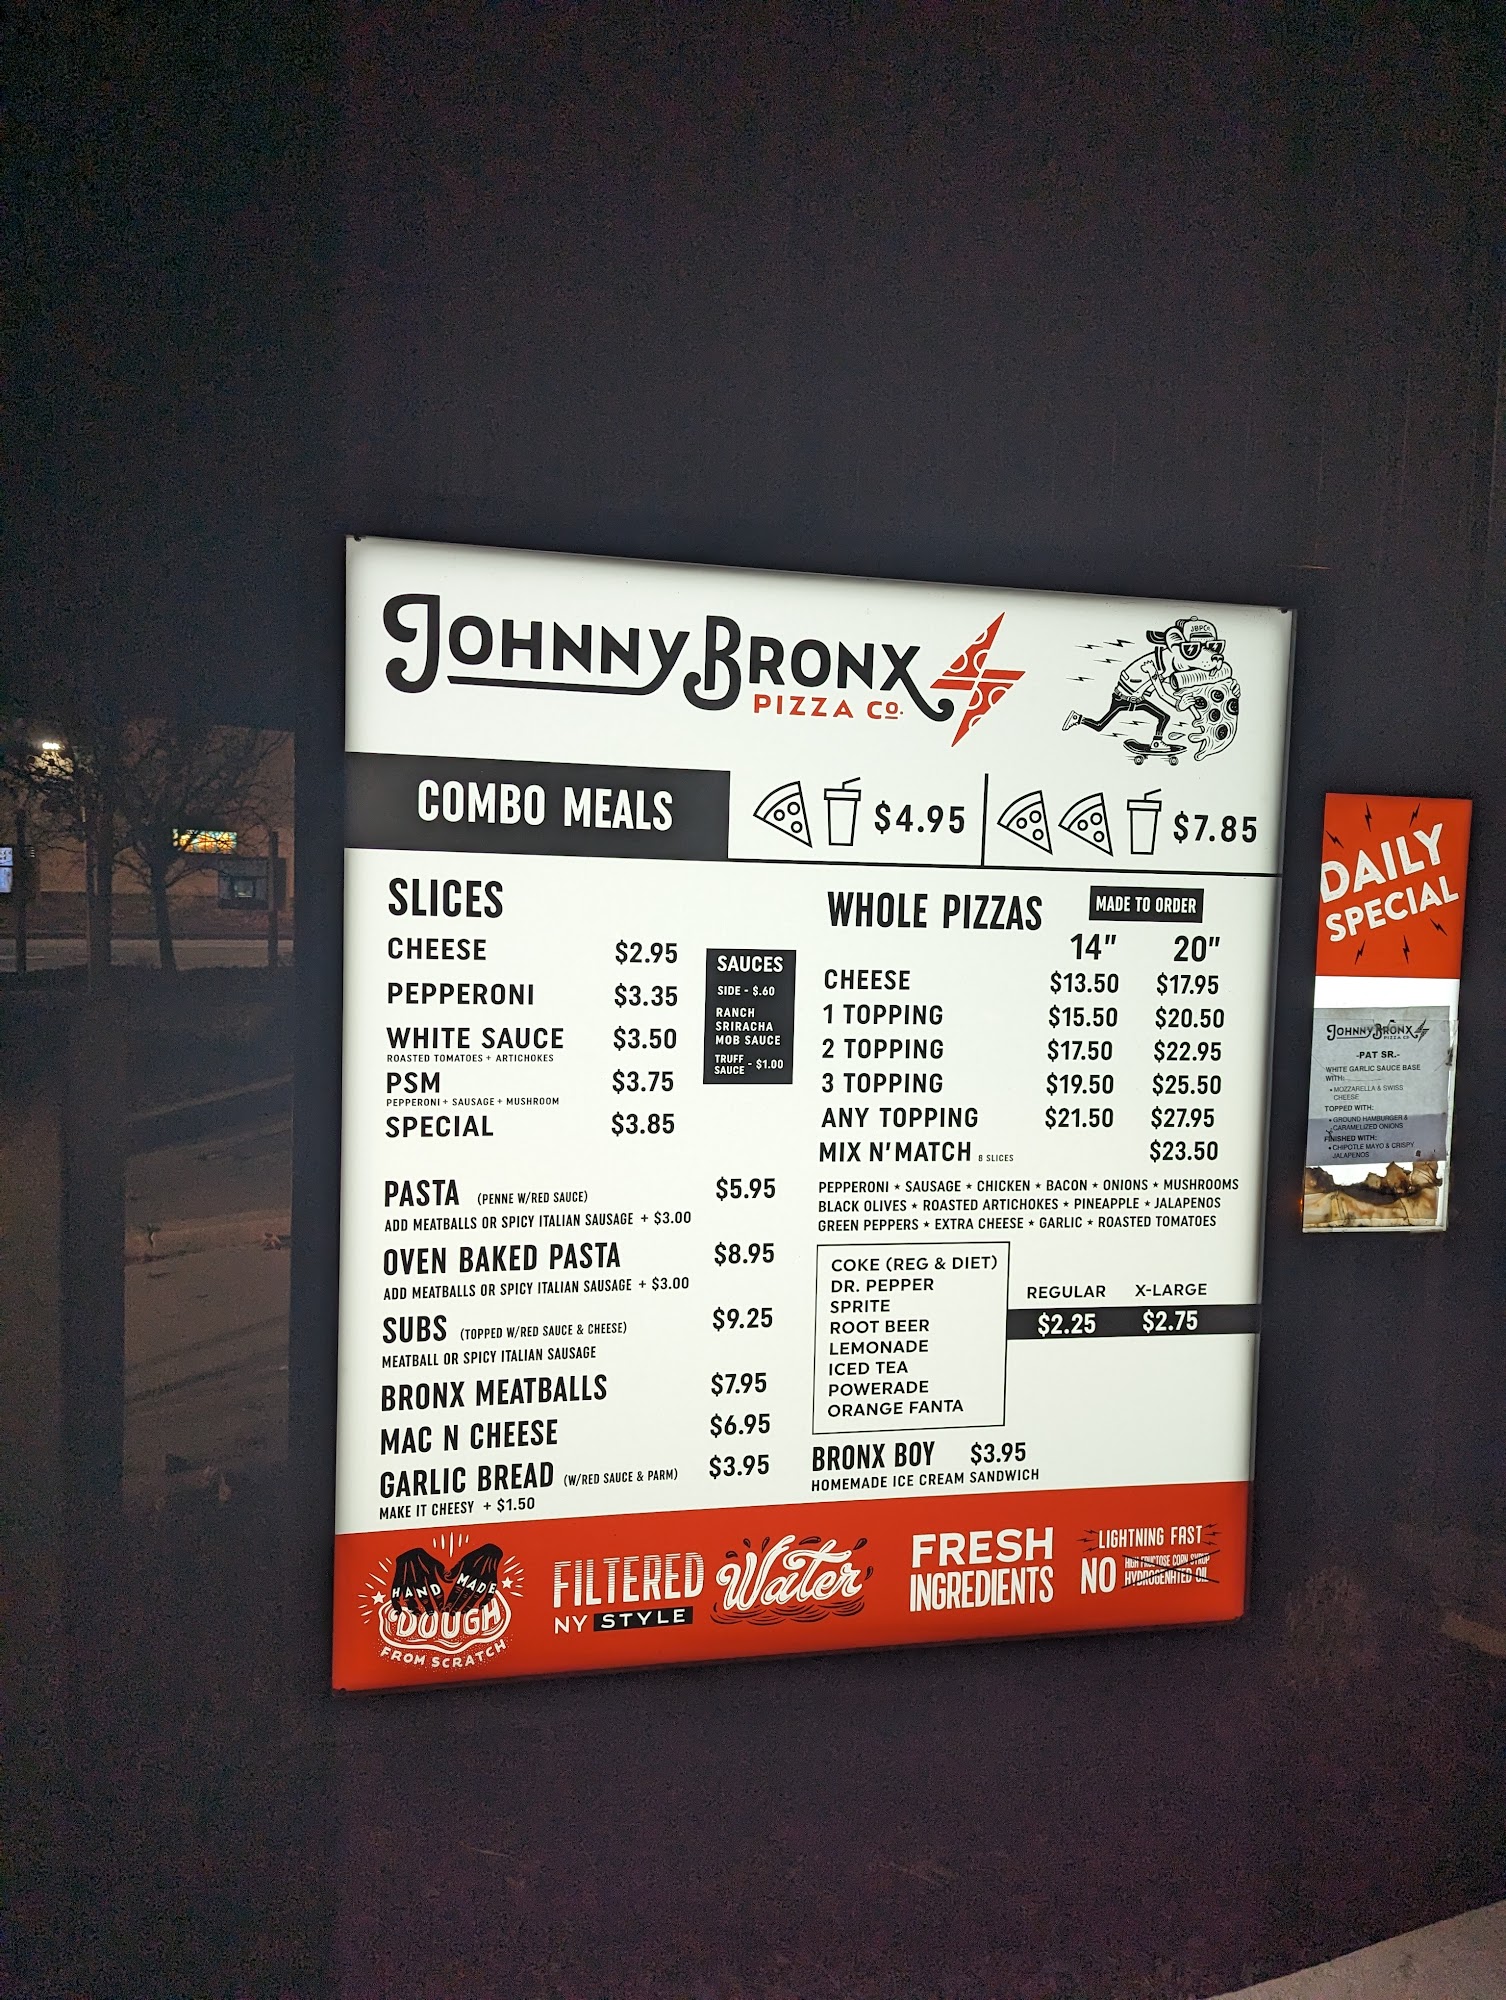 Johnny Bronx
PIZZA Co.
JBPCo.
COMBO MEALS
$4.95
$7.85
SLICES
CHEESE $2.95
PEPPERONI $3.35
WHITE SAUCE $3.50
ROASTED TOMATOES + ARTICHOKES
PSM $3.75
PEPPERONI + SAUSAGE + MUSHROOM
SPECIAL $3.85
SAUCES
SIDE - $.60
RANCH
SRIRACHA
MOB SAUCE
TRUFF
SAUCE - $1.00
PASTA (PENNE W/RED SAUCE) $5.95
ADD MEATBALLS OR SPICY ITALIAN SAUSAGE + $3.00
OVEN BAKED PASTA $8.95
ADD MEATBALLS OR SPICY ITALIAN SAUSAGE + $3.00
SUBS (TOPPED W/RED SAUCE & CHEESE) $9.25
MEATBALL OR SPICY ITALIAN SAUSAGE
BRONX MEATBALLS $7.95
MAC N CHEESE $6.95
GARLIC BREAD (W/RED SAUCE & PARM) $3.95
MAKE IT CHEESY + $1.50
WHOLE PIZZAS MADE TO ORDER
14" 20"
CHEESE $13.50 $17.95
1 TOPPING $15.50 $20.50
2 TOPPING $17.50 $22.95
3 TOPPING $19.50 $25.50
ANY TOPPING $21.50 $27.95
MIX N' MATCH 8 SLICES $23.50
PEPPERONI ★ SAUSAGE ★ CHICKEN ★ BACON ★ ONIONS ★ MUSHROOMS
BLACK OLIVES ★ ROASTED ARTICHOKES ★ PINEAPPLE ★ JALAPENOS
GREEN PEPPERS ★ EXTRA CHEESE ★ GARLIC ★ ROASTED TOMATOES
COKE (REG & DIET)
DR. PEPPER
SPRITE
ROOT BEER
LEMONADE
ICED TEA
POWERADE
ORANGE FANTA
REGULAR X-LARGE
$2.25 $2.75
BRONX BOY $3.95
HOMEMADE ICE CREAM SANDWICH
HAND MADE
DOUGH
FROM SCRATCH
FILTERED Water
NY STYLE
FRESH
INGREDIENTS
LIGHTNING FAST
NO HIGH FRUCTOSE CORN SYRUP
HYDROGENATED OIL
DAILY
SPECIAL
Johnny Bronx
PIZZA Co.
-PAT SR.-
WHITE GARLIC SAUCE BASE
WITH:
• MOZZARELLA & SWISS
CHEESE
TOPPED WITH:
• GROUND HAMBURGER &
CARAMELIZED ONIONS
FINISHED WITH:
• CHIPOTLE MAYO & CRISPY
JALAPENOS